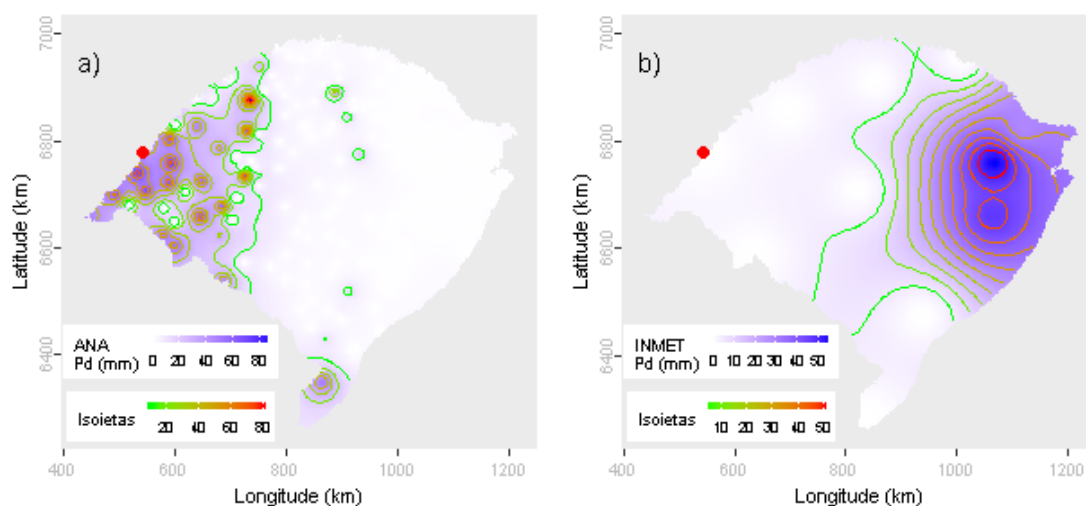 a)
7000
6800
6600
6400
Latitude (km)
ANA
Pd (mm) 0 20 40 60 80
Isoietas 20 40 60 80
400 600 800 1000 1200
Longitude (km)
b)
7000
6800
6600
6400
Latitude (km)
INMET
Pd (mm) 0 10 20 30 40 50
Isoietas 10 20 30 40 50
400 600 800 1000 1200
Longitude (km)